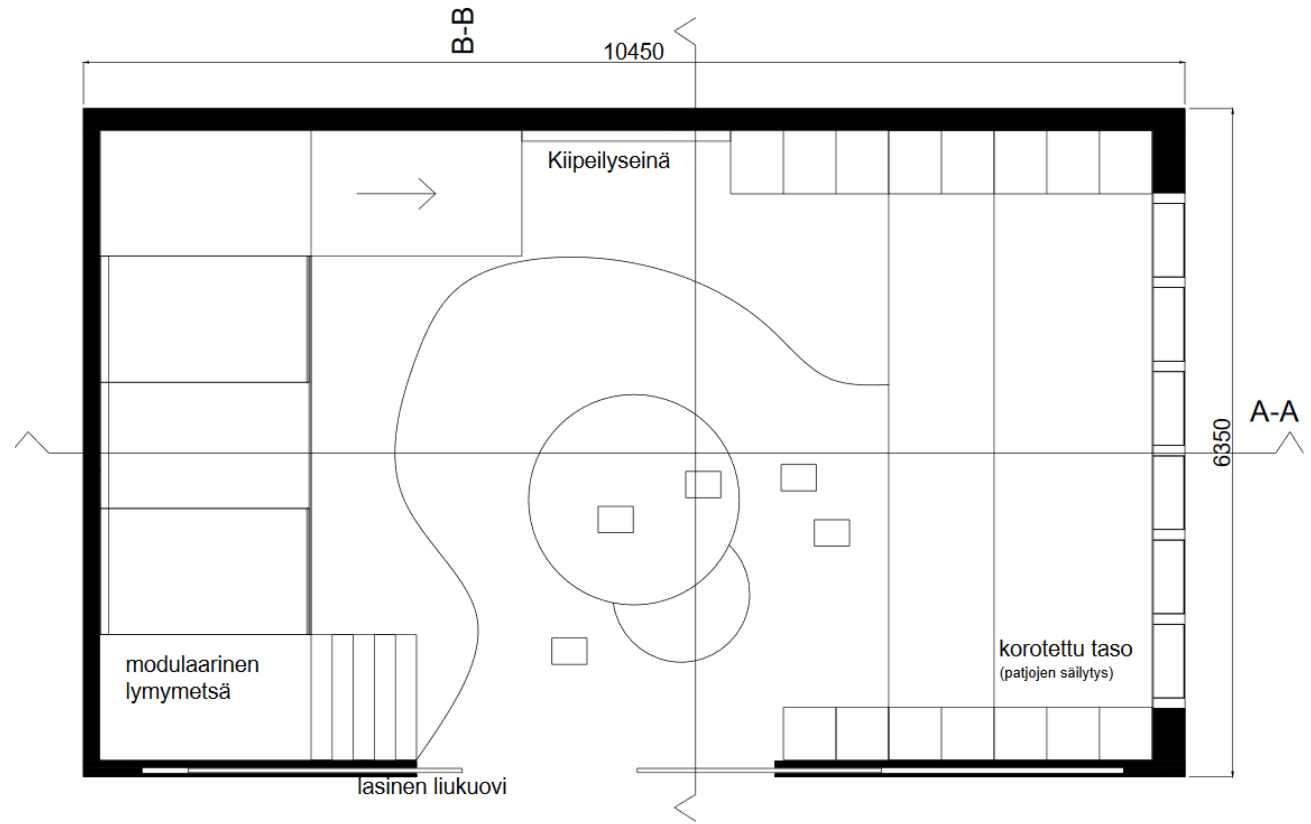 B-B
10450
Kiipeilyseinä
A-A
6350
korotettu taso
(patjojen säilytys)
modulaarinen
lymymetsä
lasinen liukuovi